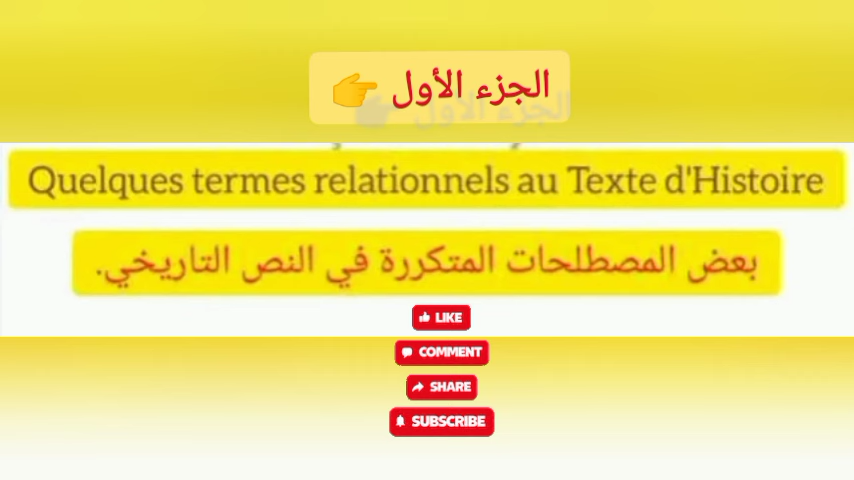 الجزء الأول 👉
Quelques termes relationnels au Texte d'Histoire
بعض المصطلحات المتكررة في النص التاريخي.
LIKE
COMMENT
SHARE
SUBSCRIBE